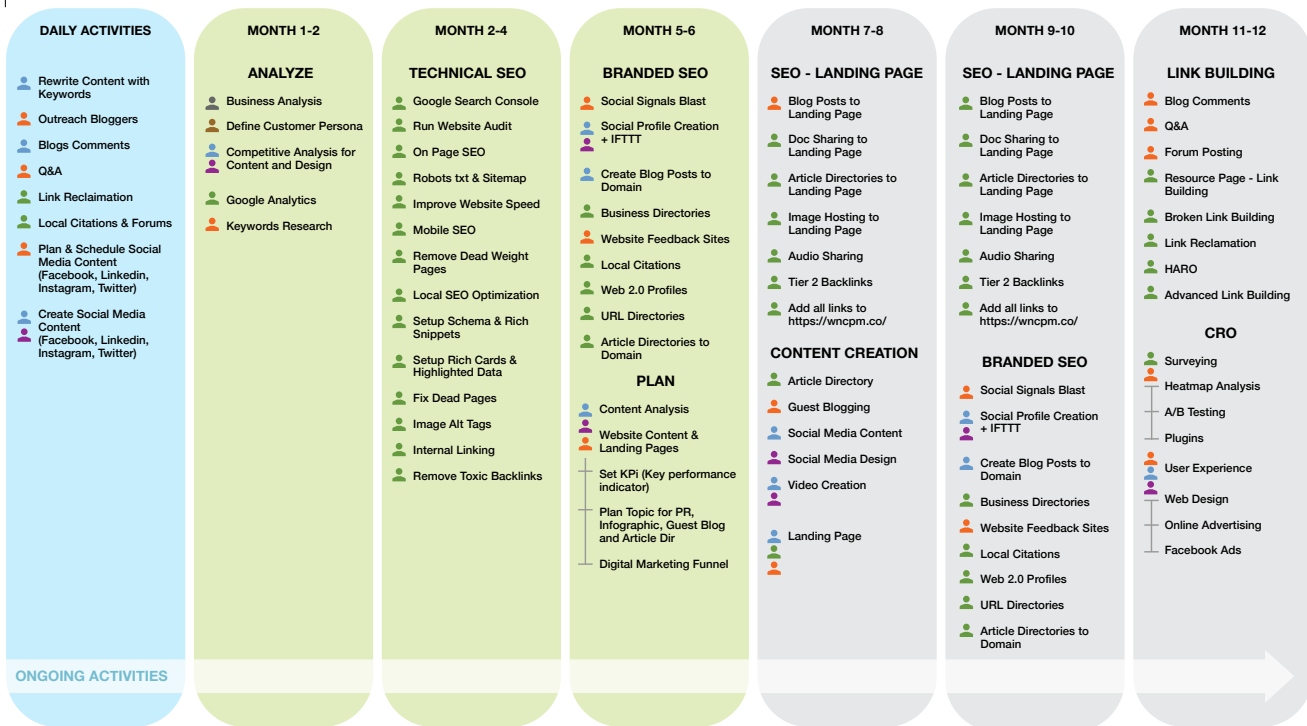 DAILY ACTIVITIES
Rewrite Content with
Keywords
Outreach Bloggers
Blogs Comments
Q&A
Link Reclaimation
Local Citations & Forums
Plan & Schedule Social
Media Content
(Facebook, Linkedin,
Instagram, Twitter)
Create Social Media
Content
(Facebook, Linkedin,
Instagram, Twitter)
MONTH 1-2
ANALYZE
Business Analysis
Define Customer Persona
Competitive Analysis for
Content and Design
Google Analytics
Keywords Research
MONTH 2-4
TECHNICAL SEO
Google Search Console
Run Website Audit
On Page SEO
Robots txt & Sitemap
Improve Website Speed
Mobile SEO
Remove Dead Weight
Pages
Local SEO Optimization
Setup Schema & Rich
Snippets
Setup Rich Cards &
Highlighted Data
Fix Dead Pages
Image Alt Tags
Internal Linking
Remove Toxic Backlinks
MONTH 5-6
BRANDED SEO
Social Signals Blast
Social Profile Creation
+ IFTTT
Create Blog Posts to
Domain
Business Directories
Website Feedback Sites
Local Citations
Web 2.0 Profiles
URL Directories
Article Directories to
Domain
PLAN
Content Analysis
Website Content &
Landing Pages
Set KPi (Key performance
indicator)
Plan Topic for PR,
Infographic, Guest Blog
and Article Dir
Digital Marketing Funnel
MONTH 7-8
SEO - LANDING PAGE
Blog Posts to
Landing Page
Doc Sharing to
Landing Page
Article Directories to
Landing Page
Image Hosting to
Landing Page
Audio Sharing
Tier 2 Backlinks
Add all links to
https://wncpm.co/
CONTENT CREATION
Article Directory
Guest Blogging
Social Media Content
Social Media Design
Video Creation
Landing Page
MONTH 9-10
SEO - LANDING PAGE
Blog Posts to
Landing Page
Doc Sharing to
Landing Page
Article Directories to
Landing Page
Image Hosting to
Landing Page
Audio Sharing
Tier 2 Backlinks
Add all links to
https://wncpm.co/
BRANDED SEO
Social Signals Blast
Social Profile Creation
+ IFTTT
Create Blog Posts to
Domain
Business Directories
Website Feedback Sites
Local Citations
Web 2.0 Profiles
URL Directories
Article Directories to
Domain
MONTH 11-12
LINK BUILDING
Blog Comments
Q&A
Forum Posting
Resource Page - Link
Building
Broken Link Building
Link Reclamation
HARO
Advanced Link Building
CRO
Surveying
Heatmap Analysis
A/B Testing
Plugins
User Experience
Web Design
Online Advertising
Facebook Ads
ONGOING ACTIVITIES